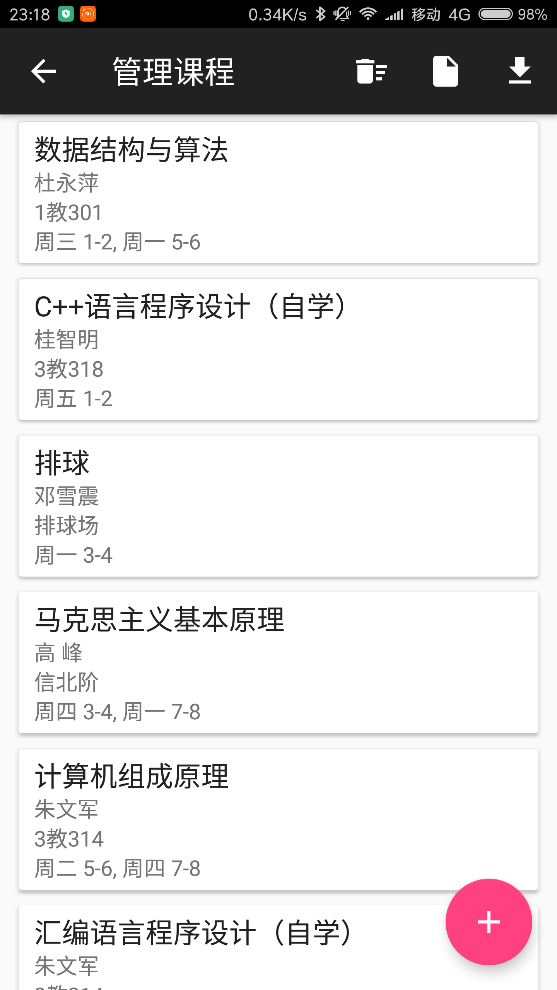 23:18 0.34K/s 移动 4G 98%
管理课程
数据结构与算法
杜永萍
1教301
周三 1-2, 周一 5-6
C++语言程序设计（自学）
桂智明
3教318
周五 1-2
排球
邓雪震
排球场
周一 3-4
马克思主义基本原理
高 峰
信北阶
周四 3-4, 周一 7-8
计算机组成原理
朱文军
3教314
周二 5-6, 周四 7-8
汇编语言程序设计（自学）
朱文军